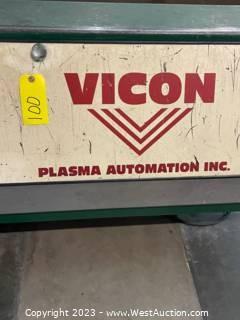 100
VICON
PLASMA AUTOMATION INC.
Copyright 2023 - www.WestAuction.com